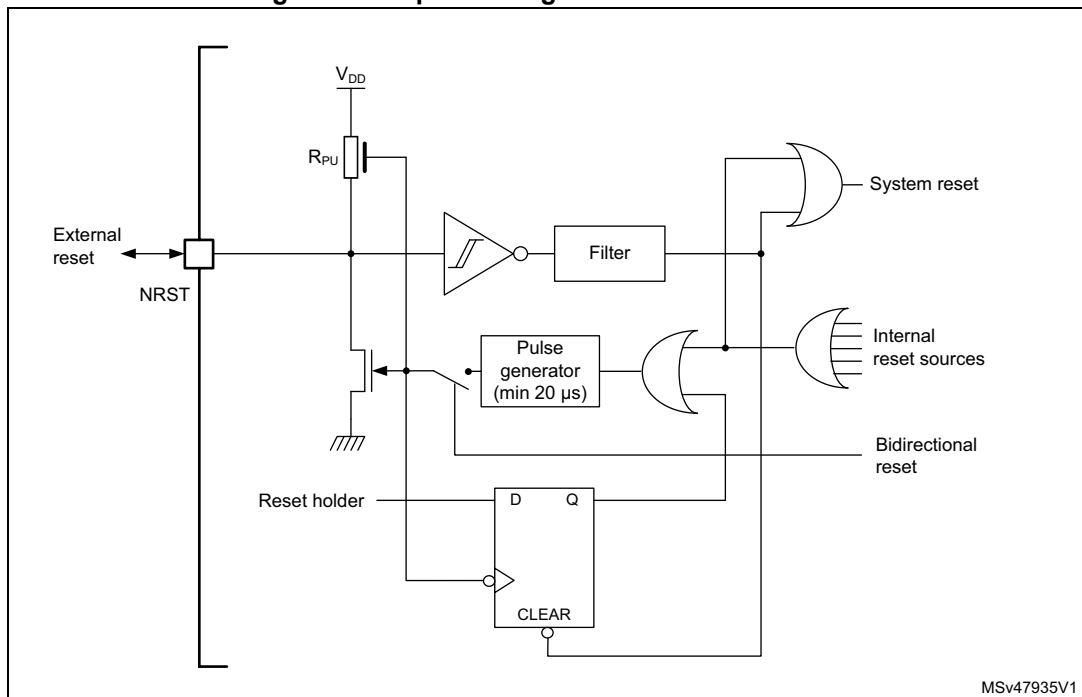 V_DD
R_PU
System reset
External
reset
Filter
NRST
Pulse
generator
(min 20 µs)
Internal
reset sources
Bidirectional
reset
Reset holder
D
Q
CLEAR
MSv47935V1